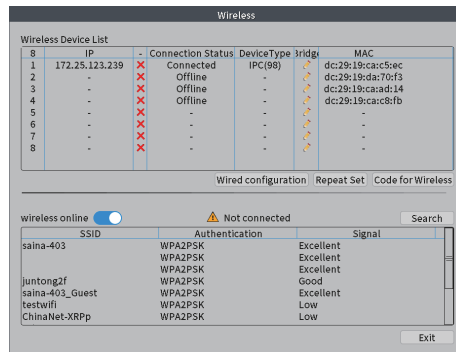 Wireless
Wireless Device List
8 IP - Connection Status DeviceType Bridge MAC
1 172.25.123.239 Connected IPC(98) dc:29:19:ca:c5:ec
2 - Offline - dc:29:19:da:70:f3
3 - Offline - dc:29:19:ca:ad:14
4 - Offline - dc:29:19:ca:c8:fb
5 - - - -
6 - - - -
7 - - - -
8 - - - -
Wired configuration Repeat Set Code for Wireless
wireless online Not connected Search
SSID Authentication Signal
saina-403 WPA2PSK Excellent
WPA2PSK Excellent
WPA2PSK Excellent
juntong2f WPA2PSK Good
saina-403_Guest WPA2PSK Excellent
testwifi WPA2PSK Low
ChinaNet-XRPp WPA2PSK Low
Exit